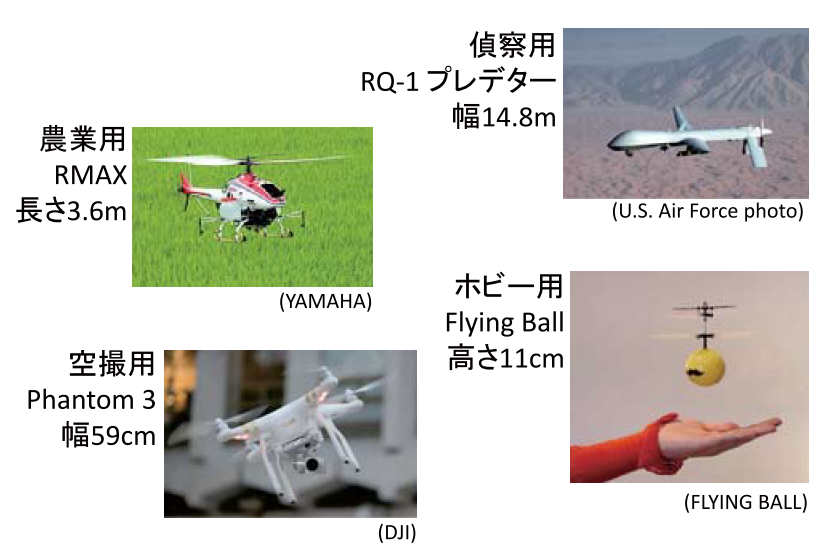 農業用
RMAX
長さ3.6m
(YAMAHA)
偵察用
RQ-1 プレデター
幅14.8m
(U.S. Air Force photo)
空撮用
Phantom 3
幅59cm
(DJI)
ホビー用
Flying Ball
高さ11cm
(FLYING BALL)